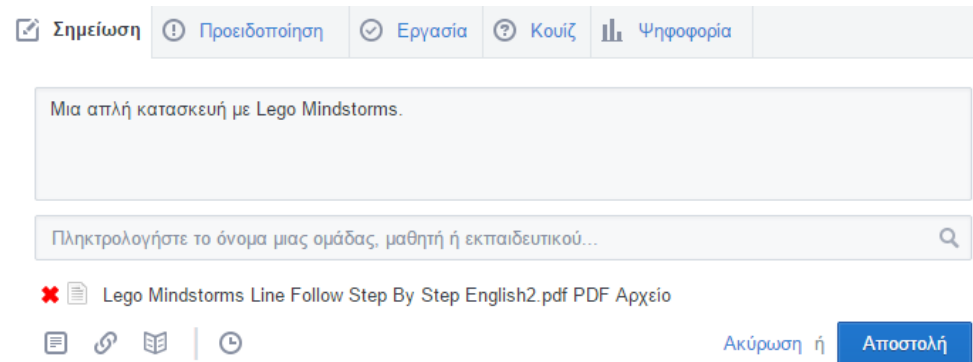 Σημείωση Προειδοποίηση Εργασία Κουίζ Ψηφοφορία
Μια απλή κατασκευή με Lego Mindstorms.
Πληκτρολογήστε το όνομα μιας ομάδας, μαθητή ή εκπαιδευτικού...
Lego Mindstorms Line Follow Step By Step English2.pdf PDF Αρχείο
Ακύρωση ή Αποστολή